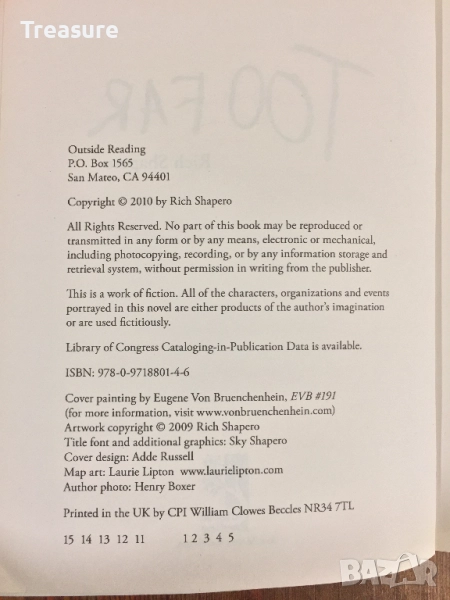 Treasure
TOO FAR
Outside Reading
P.O. Box 1565
San Mateo, CA 94401
Copyright © 2010 by Rich Shapero
All Rights Reserved. No part of this book may be reproduced or
transmitted in any form or by any means, electronic or mechanical,
including photocopying, recording, or by any information storage and
retrieval system, without permission in writing from the publisher.
This is a work of fiction. All of the characters, organizations and events
portrayed in this novel are either products of the author's imagination
or are used fictitiously.
Library of Congress Cataloging-in-Publication Data is available.
ISBN: 978-0-9718801-4-6
Cover painting by Eugene Von Bruenchenhein, EVB #191
(for more information, visit www.vonbruenchenhein.com)
Artwork copyright © 2009 Rich Shapero
Title font and additional graphics: Sky Shapero
Cover design: Adde Russell
Map art: Laurie Lipton www.laurielipton.com
Author photo: Henry Boxer
Printed in the UK by CPI William Clowes Beccles NR34 7TL
15 14 13 12 11 1 2 3 4 5
BAZAR